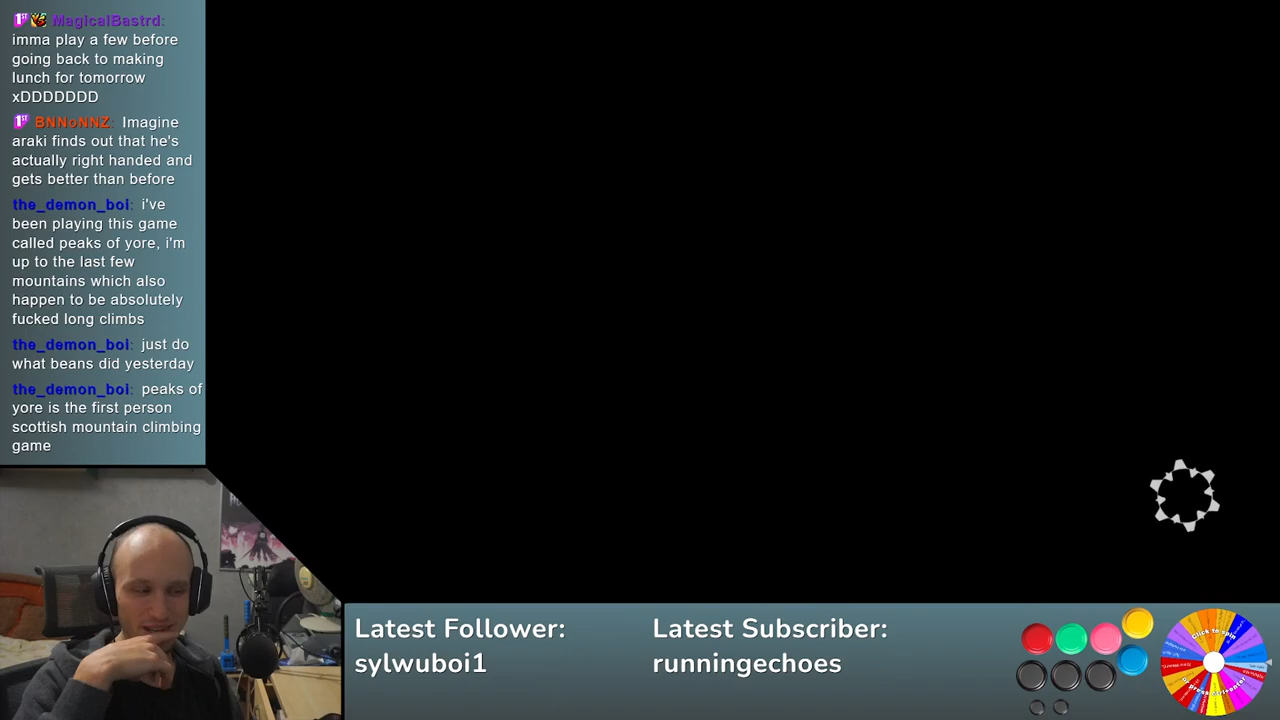 MagicalBastrd:
imma play a few before
going back to making
lunch for tomorrow
xDDDDDDD
BNNoNNZ: Imagine
araki finds out that he's
actually right handed and
gets better than before
the_demon_boi: i've
been playing this game
called peaks of yore, i'm
up to the last few
mountains which also
happen to be absolutely
fucked long climbs
the_demon_boi: just do
what beans did yesterday
the_demon_boi: peaks of
yore is the first person
scottish mountain climbing
game
Latest Follower:
sylwuboi1
Latest Subscriber:
runningechoes
Click to spin